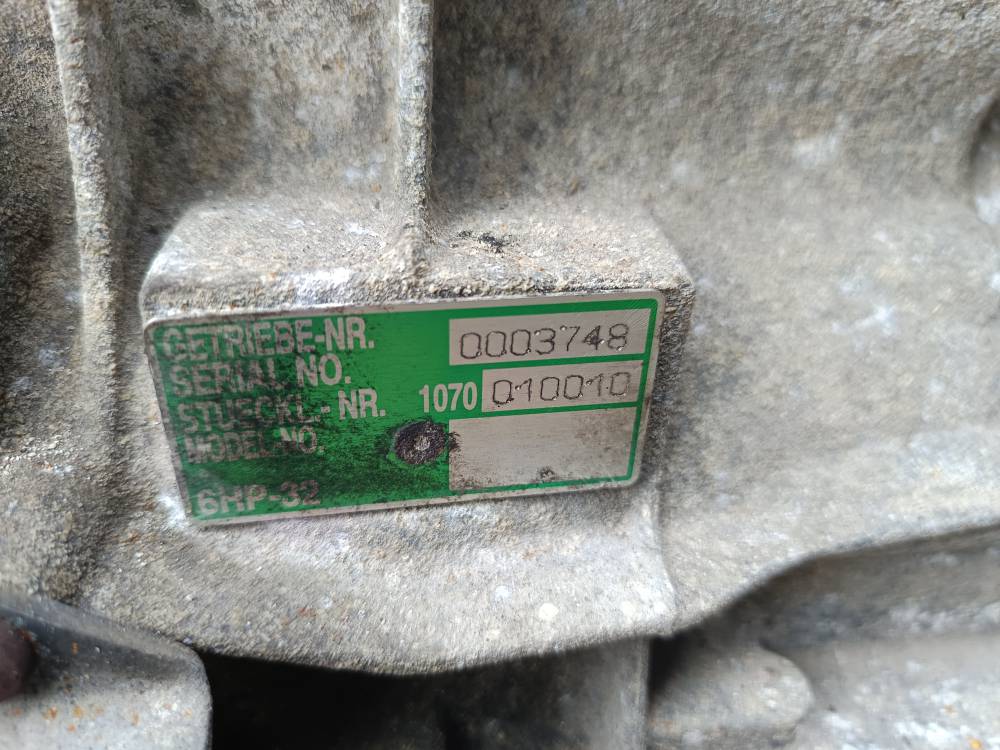 GETRIEBE-NR. 0003748
SERIAL NO.
STUECKL.- NR. 1070 010010
MODEL-NO.
6HP-32